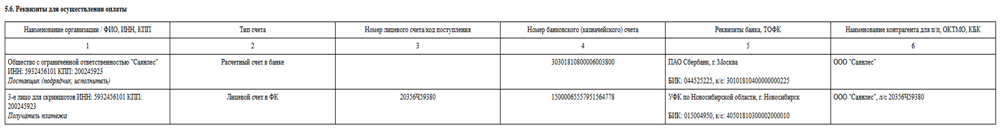 5.6. Реквизиты для осуществления оплаты
Наименование организации / ФИО, ИНН, КПП
Тип счета
Номер лицевого счета/код поступления
Номер банковского (казначейского) счета
Реквизиты банка, ТОФК
Наименование контрагента для п/п, ОКТМО, КБК
1
2
3
4
5
6
Общество с ограниченной ответственностью "Саянлес"
ИНН: 5932456101 КПП: 200245923
Поставщик (подрядчик, исполнитель)
Расчетный счет в банке
30301810800006003800
ПАО Сбербанк, г. Москва
БИК: 044525225, к/с: 30101810400000000225
ООО "Саянлес"
3-е лицо для скриншотов ИНН: 5932456101 КПП:
200245923
Получатель платежа
Лицевой счет в ФК
20356Ч59380
15000065557951564778
УФК по Новосибирской области, г. Новосибирск
БИК: 015004950, к/с: 40501810300002000010
ООО "Саянлес", л/с 20356Ч59380